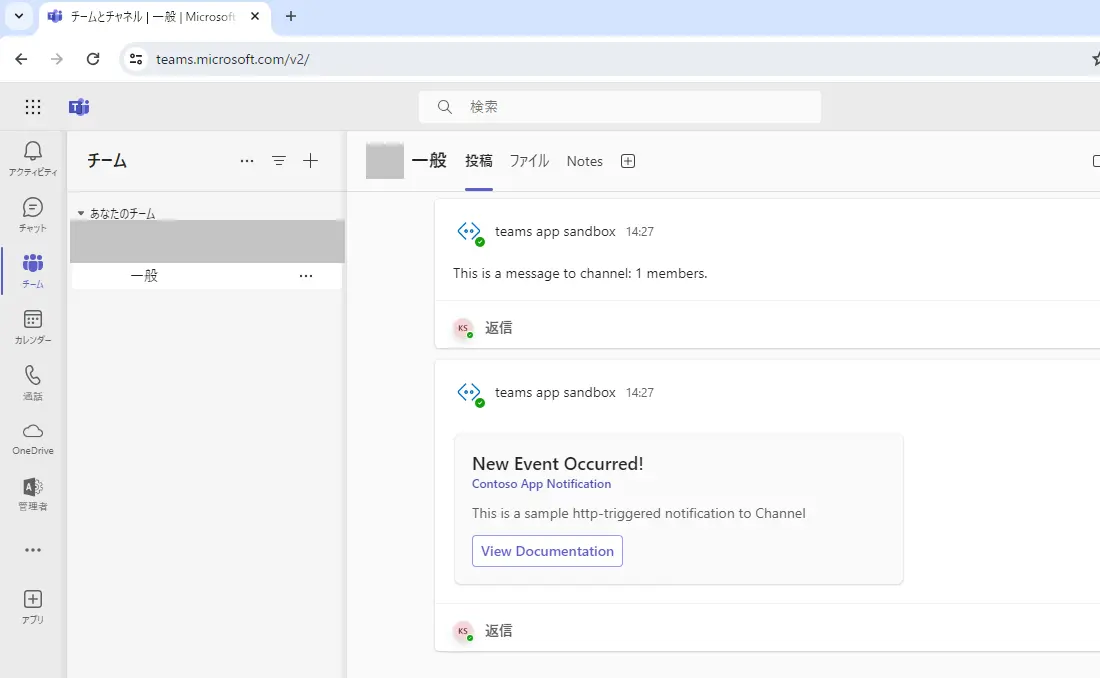 チームとチャネル | 一般 | Microsoft
teams.microsoft.com/v2/
検索
アクティビティ
チャット
チーム
カレンダー
通話
OneDrive
管理者
アプリ
チーム
あなたのチーム
一般
一般 投稿 ファイル Notes
teams app sandbox 14:27
This is a message to channel: 1 members.
KS 返信
teams app sandbox 14:27
New Event Occurred!
Contoso App Notification
This is a sample http-triggered notification to Channel
View Documentation
KS 返信